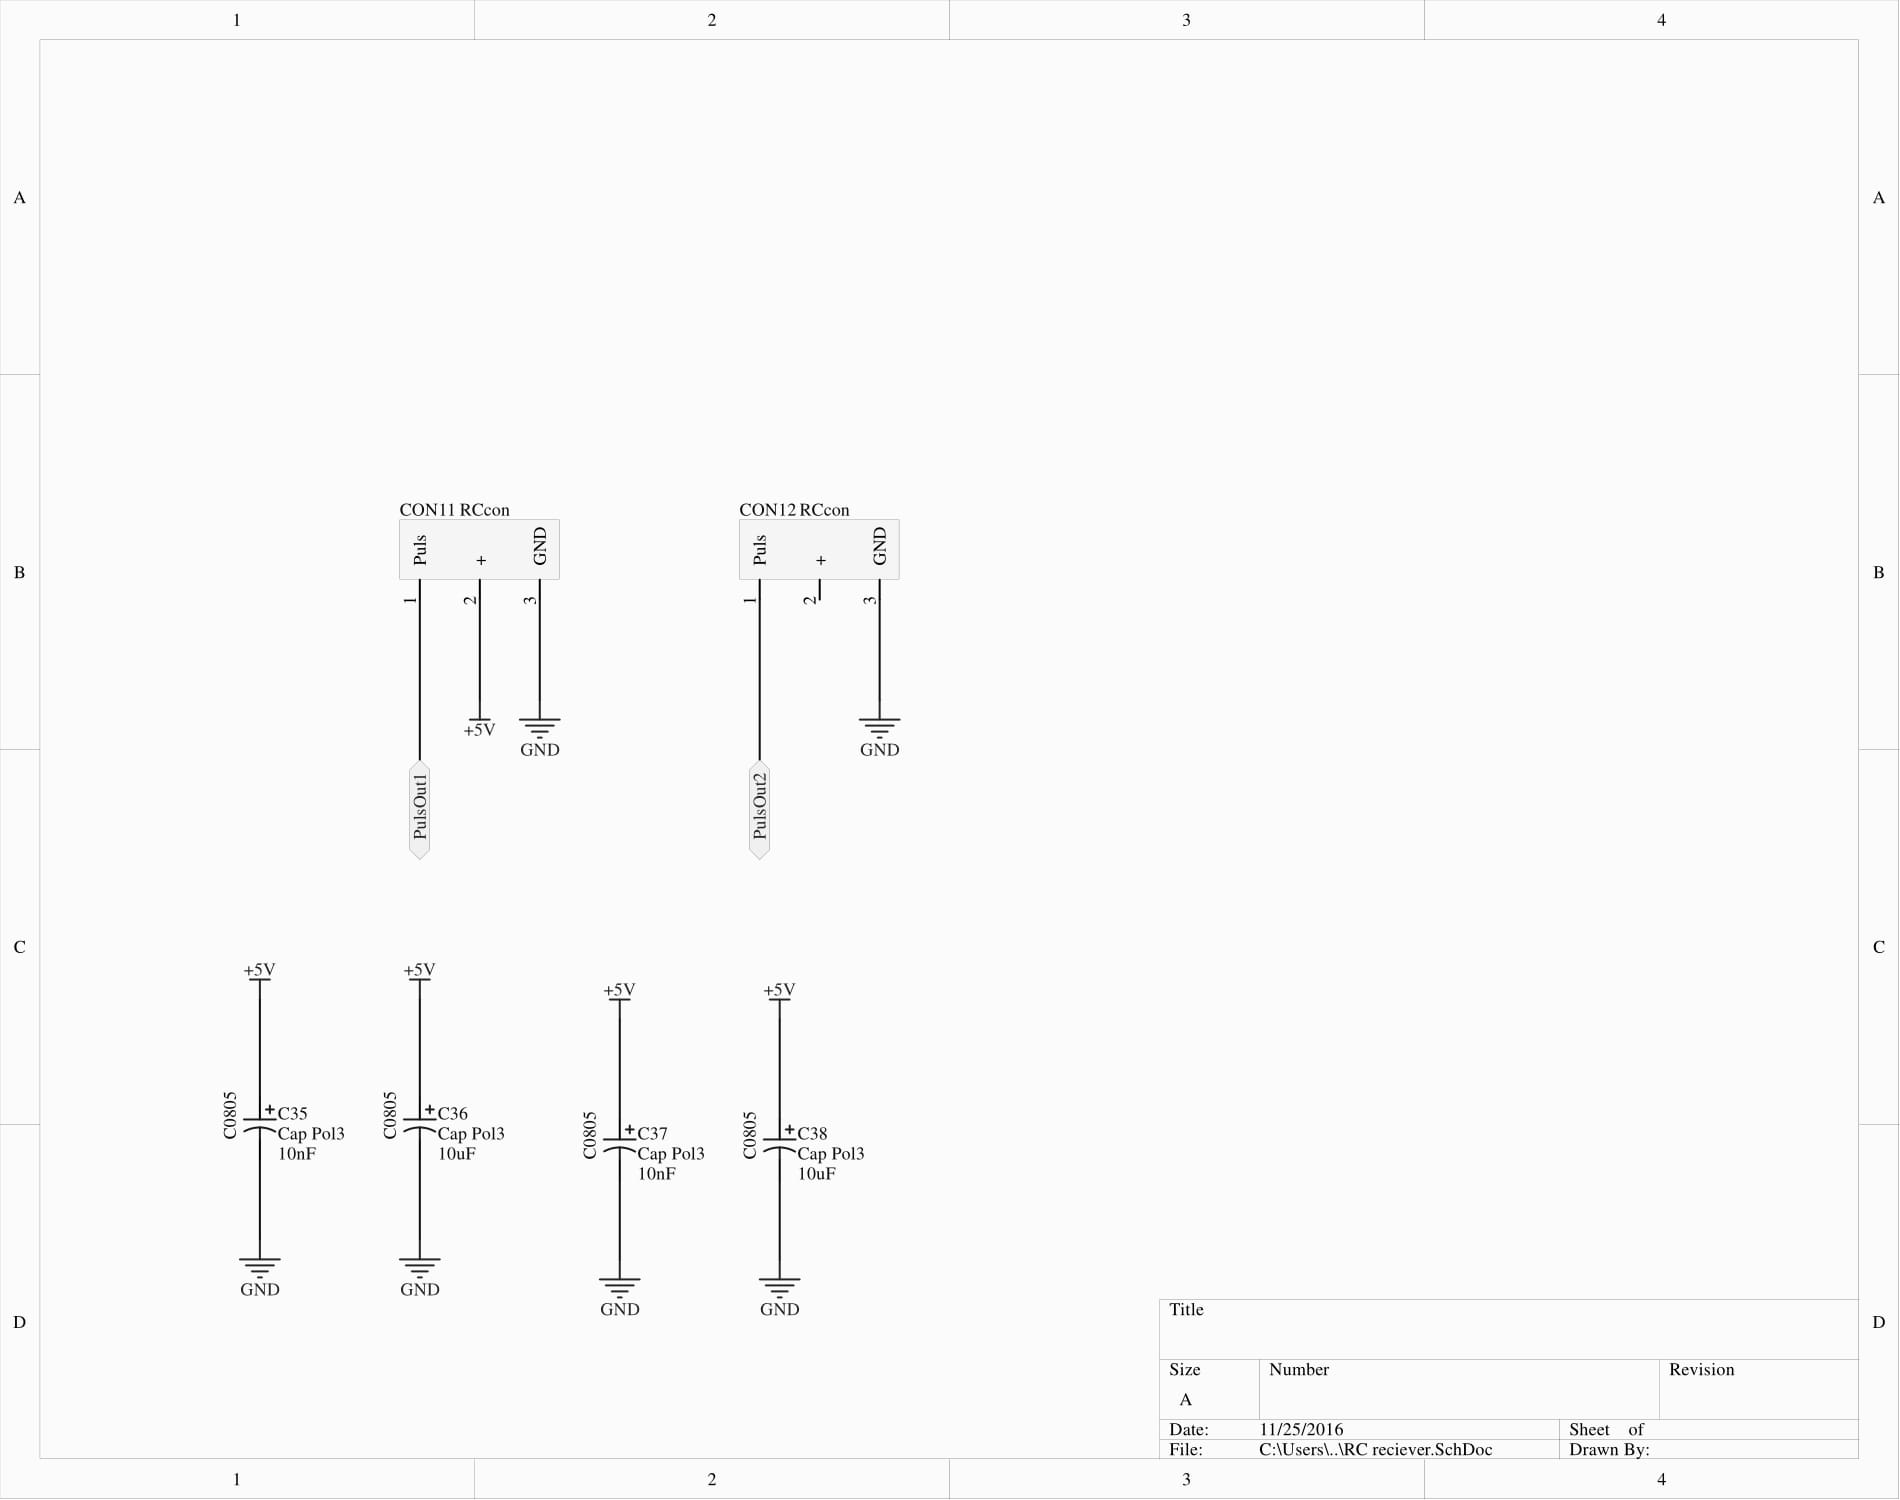 1 2 3 4
A A
CON11 RCcon CON12 RCcon
Puls + GND Puls + GND
B B
1 2 3 1 2 3
+5V
GND GND
PulsOut1 PulsOut2
C C
+5V +5V
+5V +5V
C0805 C35 C0805 C36
Cap Pol3 Cap Pol3
10nF 10uF
C0805 C37 C0805 C38
Cap Pol3 Cap Pol3
10nF 10uF
GND GND
GND GND
D D
Title
Size Number Revision
A
Date: 11/25/2016 Sheet of
File: C:\Users\..\RC reciever.SchDoc Drawn By:
1 2 3 4